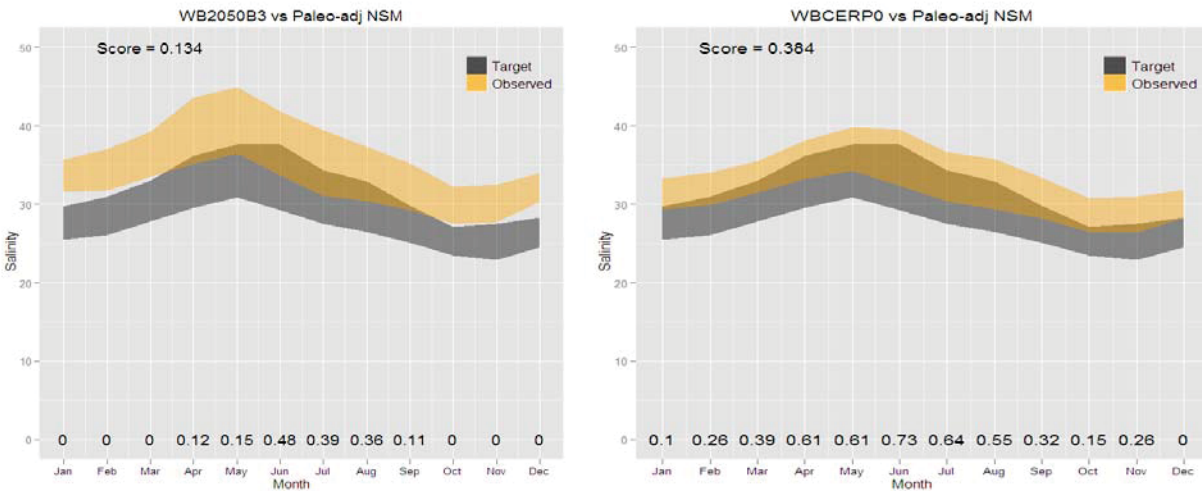 WB2050B3 vs Paleo-adj NSM
Score = 0.134
Target
Observed
50
40
30
20
10
0
Salinity
0 0 0 0.12 0.15 0.48 0.39 0.36 0.11 0 0 0
Jan Feb Mar Apr May Jun Jul Aug Sep Oct Nov Dec
Month
WBCERP0 vs Paleo-adj NSM
Score = 0.384
Target
Observed
50
40
30
20
10
0
Salinity
0.1 0.26 0.39 0.61 0.61 0.73 0.64 0.55 0.32 0.15 0.26 0
Jan Feb Mar Apr May Jun Jul Aug Sep Oct Nov Dec
Month